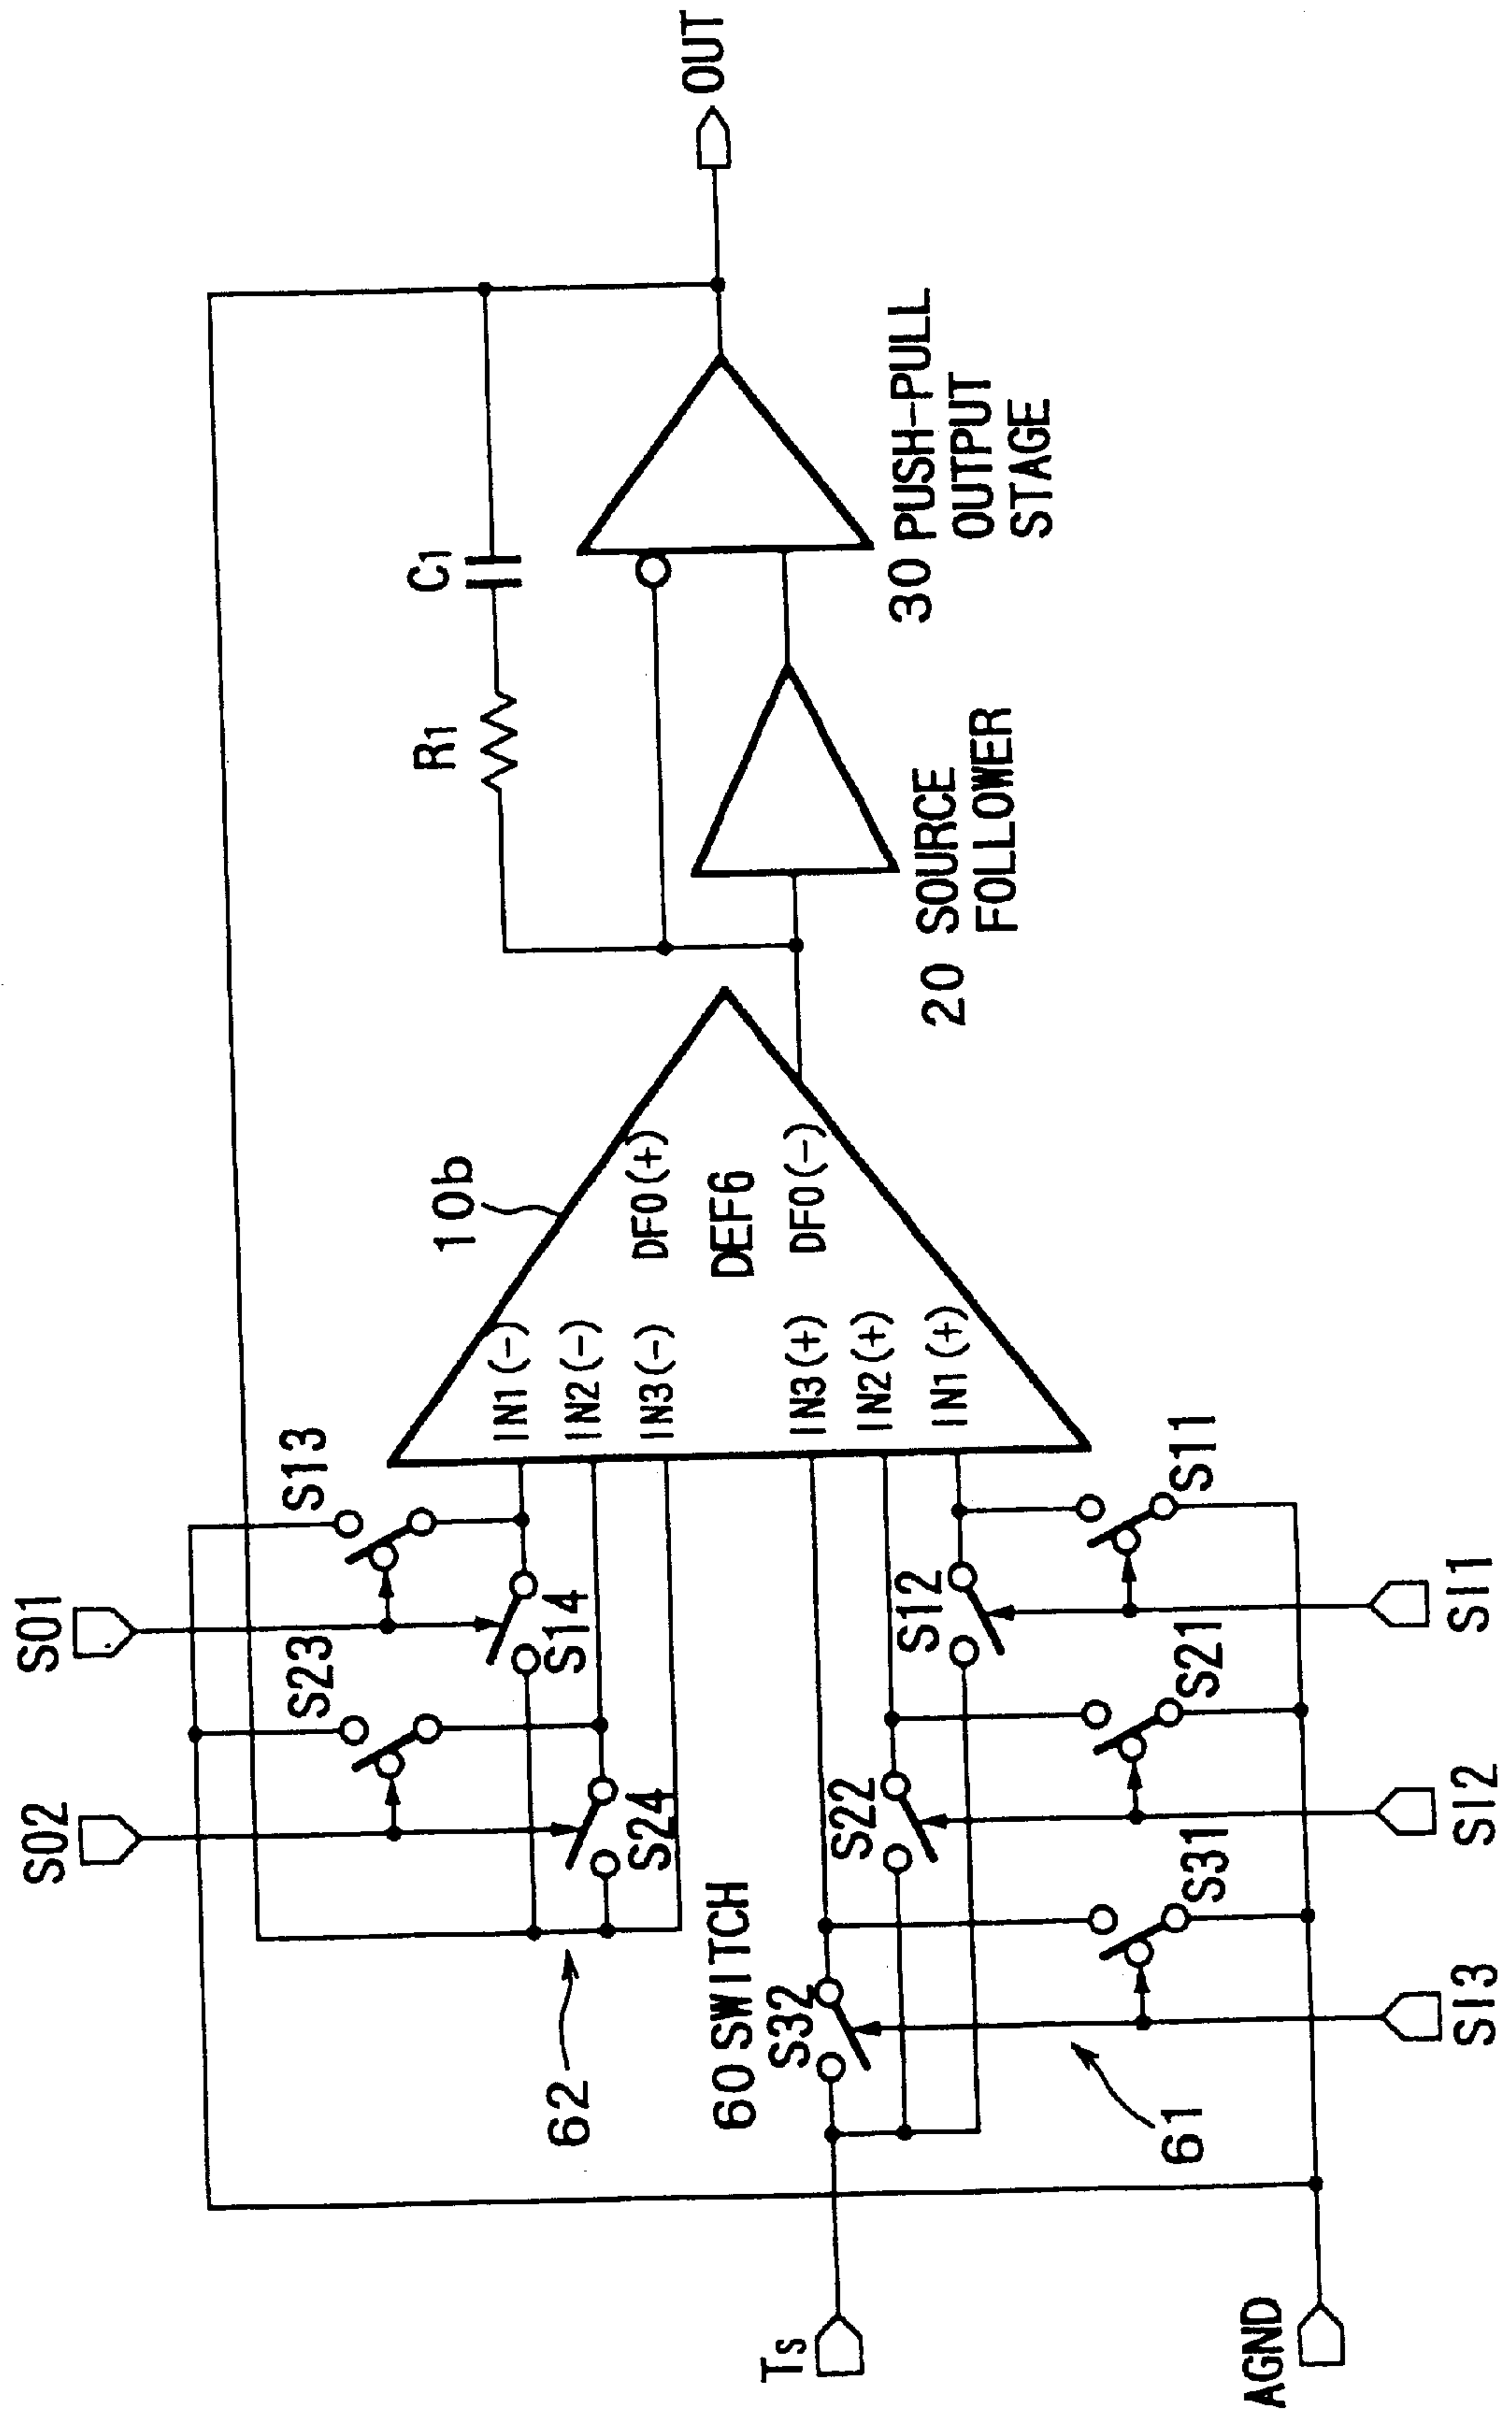 S01
S02
S13
S23
S14
S24
62
60 SWITCH
Ts
AGND
S32
S22
S12
S31
S21
S11
61
SI3
SI2
SI1
10b
IN1(−)
IN2(−)
IN3(−)
IN3(+)
IN2(+)
IN1(+)
DFO(+)
DEF6
DFO(−)
R1
C1
20 SOURCE
FOLLOWER
30 PUSH-PULL
OUTPUT
STAGE
OUT